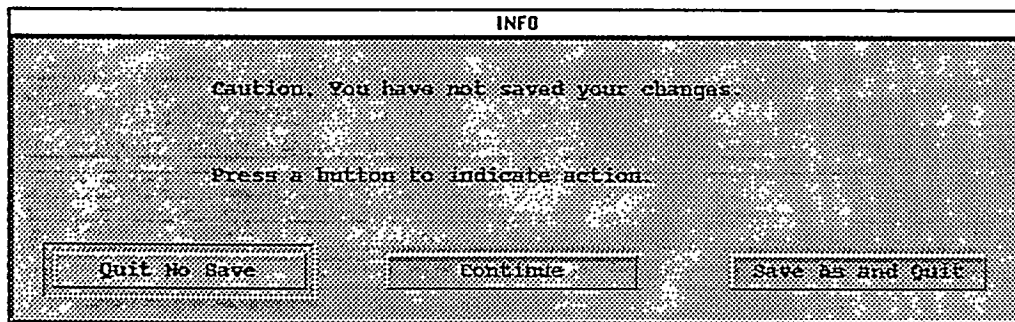 INFO
Caution. You have not saved your changes.
Press a button to indicate action.
Quit No Save
Continue
Save As and Quit